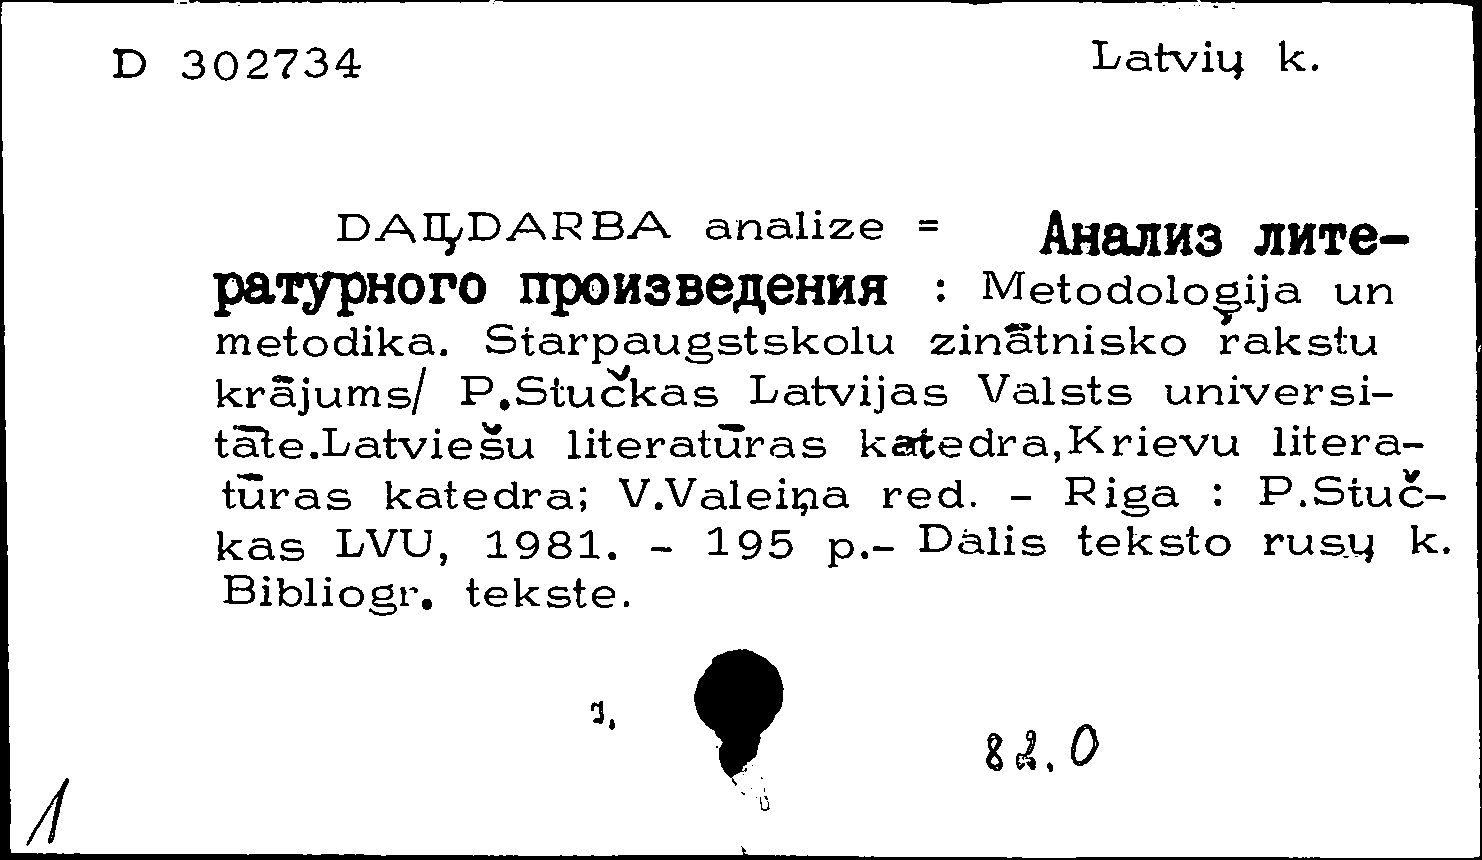 D 302734 Latvių k.
DAIĻDARBA analize = Анализ лите-
ратурного произведения : Metodoloģija un
metodika. Starpaugstskolu zinātnisko rakstu
krājums/ P.Stučkas Latvijas Valsts universi-
tāte.Latviešu literatūras katedra,Krievu litera-
tūras katedra; V.Valeiņa red. – Riga : P.Stuč-
kas LVU, 1981. – 195 p.– Dalis teksto rusų k.
Bibliogr. tekste.
82.0
1